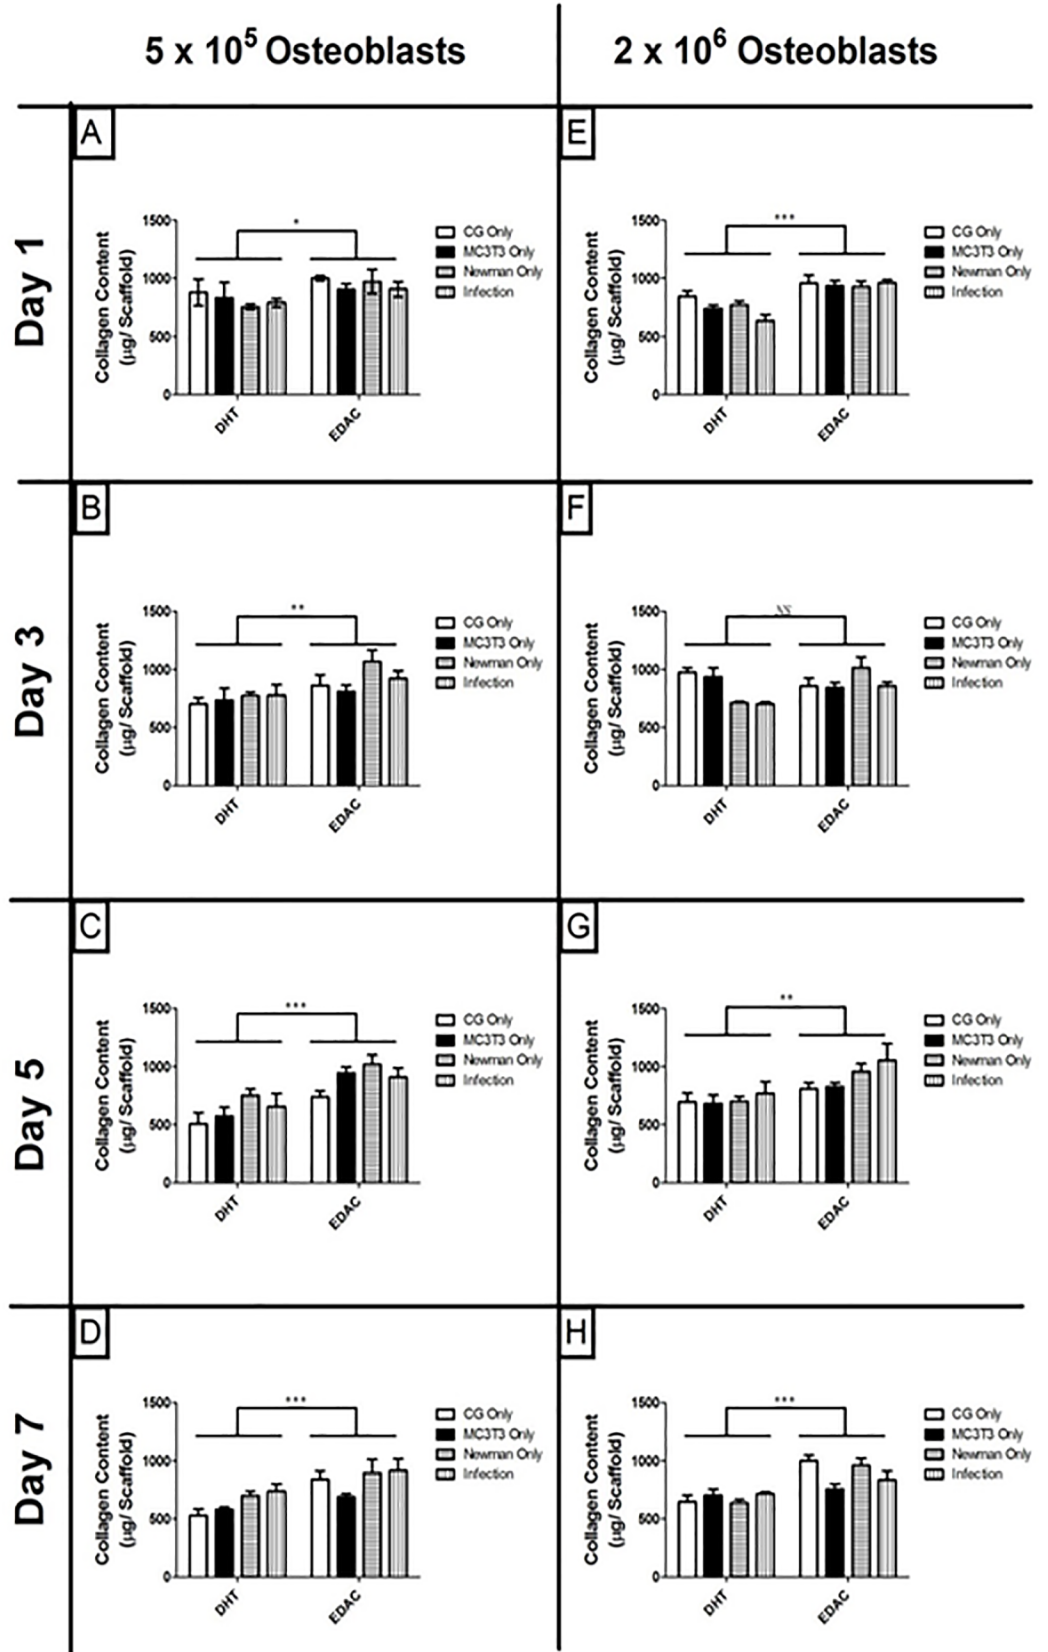 5 x 10⁵ Osteoblasts
2 x 10⁶ Osteoblasts
Day 1
A
Collagen Content
(µg/ Scaffold)
1500
1000
500
0
*
DHT
EDAC
CG Only
MC3T3 Only
Newman Only
Infection
E
Collagen Content
(µg/ Scaffold)
1500
1000
500
0
***
DHT
EDAC
CG Only
MC3T3 Only
Newman Only
Infection
Day 3
B
Collagen Content
(µg/ Scaffold)
1500
1000
500
0
**
DHT
EDAC
CG Only
MC3T3 Only
Newman Only
Infection
F
Collagen Content
(µg/ Scaffold)
1500
1000
500
0
NS
DHT
EDAC
CG Only
MC3T3 Only
Newman Only
Infection
Day 5
C
Collagen Content
(µg/ Scaffold)
1500
1000
500
0
***
DHT
EDAC
CG Only
MC3T3 Only
Newman Only
Infection
G
Collagen Content
(µg/ Scaffold)
1500
1000
500
0
**
DHT
EDAC
CG Only
MC3T3 Only
Newman Only
Infection
Day 7
D
Collagen Content
(µg/ Scaffold)
1500
1000
500
0
***
DHT
EDAC
CG Only
MC3T3 Only
Newman Only
Infection
H
Collagen Content
(µg/ Scaffold)
1500
1000
500
0
***
DHT
EDAC
CG Only
MC3T3 Only
Newman Only
Infection